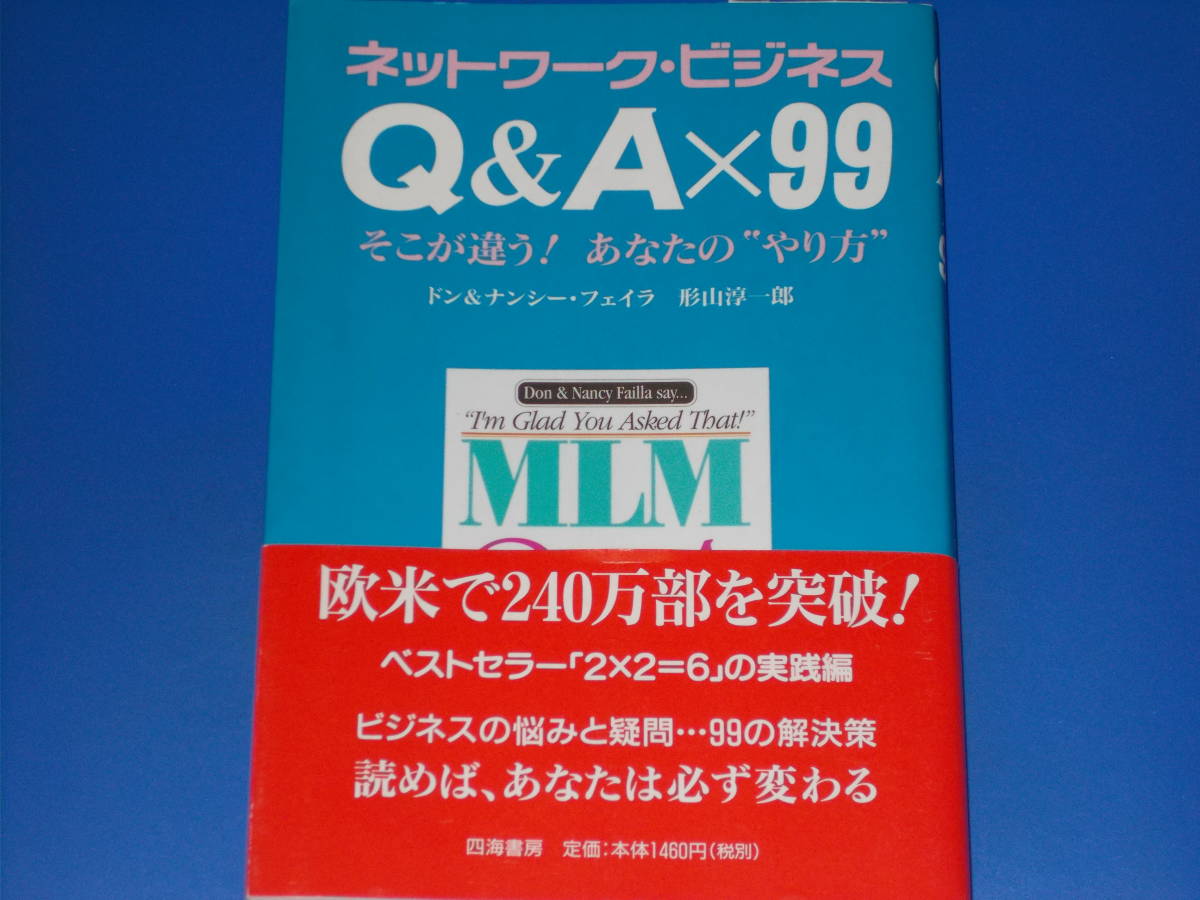 ネットワーク・ビジネス
Q&A×99
そこが違う! あなたの“やり方”
ドン&ナンシー・フェイラ 形山淳一郎
Don & Nancy Failla say...
"I'm Glad You Asked That!"
MLM
欧米で240万部を突破!
ベストセラー「2×2=6」の実践編
ビジネスの悩みと疑問…99の解決策
読めば、あなたは必ず変わる
四海書房 定価:本体1460円(税別)